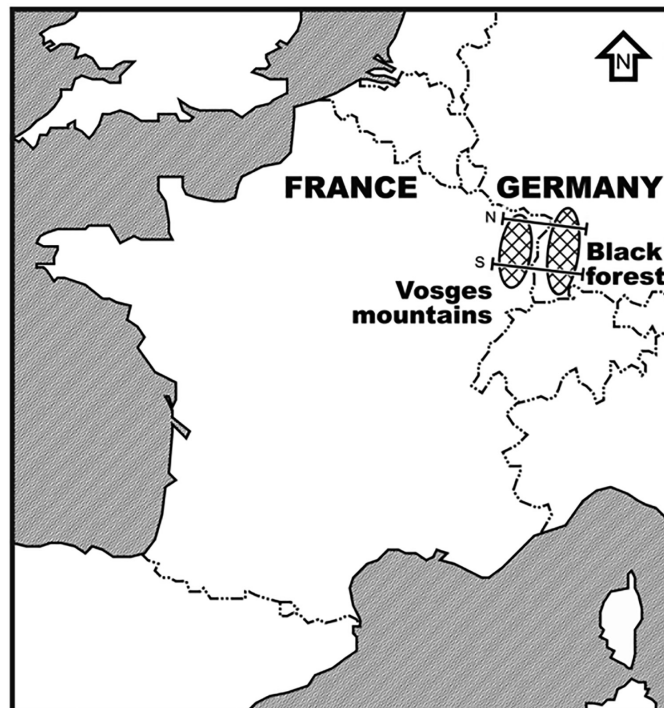 N
FRANCE
GERMANY
N
S
Black
forest
Vosges
mountains